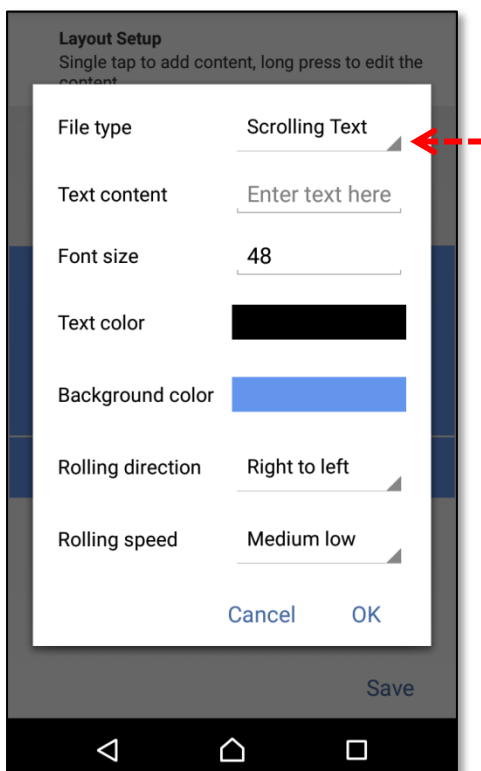 Layout Setup
Single tap to add content, long press to edit the
content
File type Scrolling Text
Text content Enter text here
Font size 48
Text color
Background color
Rolling direction Right to left
Rolling speed Medium low
Cancel OK
Save